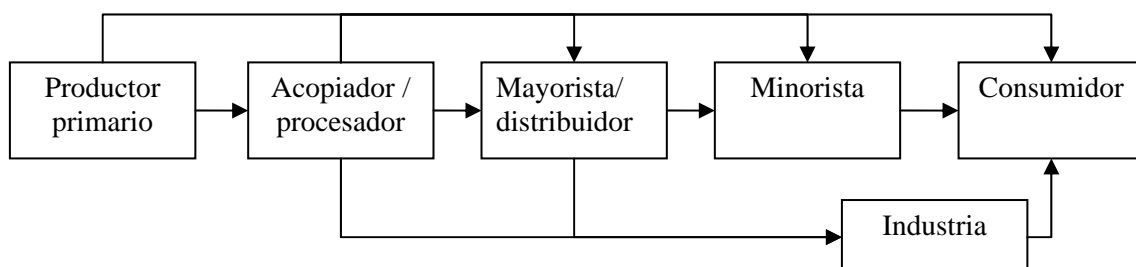 Productor
primario
Acopiador /
procesador
Mayorista/
distribuidor
Minorista
Consumidor
Industria